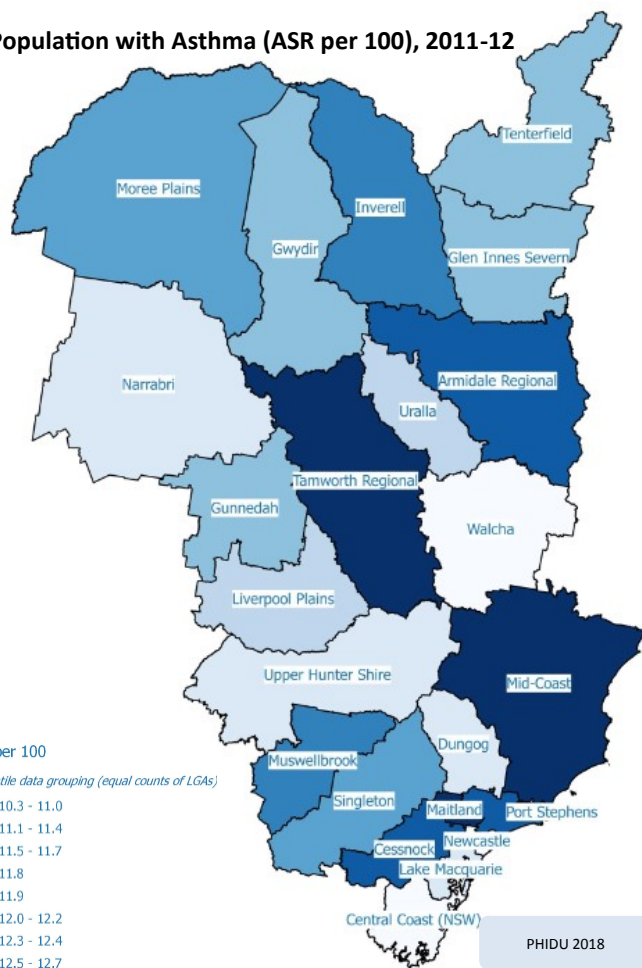 Population with Asthma (ASR per 100), 2011-12
Tenterfield
Moree Plains
Inverell
Gwydir
Glen Innes Severn
Narrabri
Armidale Regional
Uralla
Tamworth Regional
Gunnedah
Walcha
Liverpool Plains
Upper Hunter Shire
Mid-Coast
Dungog
per 100
Muswellbrook
tile data grouping (equal counts of LGAs)
Singleton
10.3 - 11.0
Maitland
Port Stephens
11.1 - 11.4
Newcastle
11.5 - 11.7
Cessnock
11.8
Lake Macquarie
11.9
12.0 - 12.2
Central Coast (NSW)
12.3 - 12.4
PHIDU 2018
12.5 - 12.7